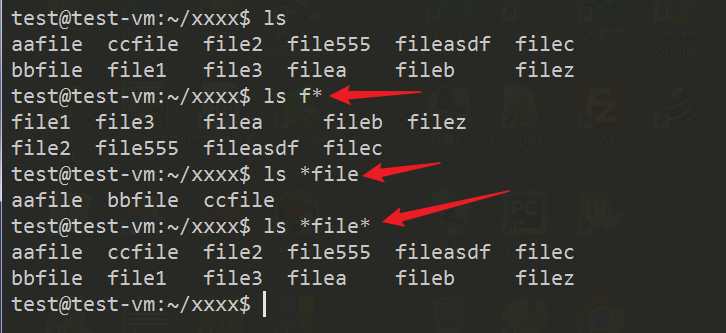 test@test-vm:~/xxxx$ ls
aafile  ccfile  file2  file555  fileasdf  filec
bbfile  file1   file3  filea    fileb     filez
test@test-vm:~/xxxx$ ls f*
file1  file3    filea     fileb  filez
file2  file555  fileasdf  filec
test@test-vm:~/xxxx$ ls *file
aafile  bbfile  ccfile
test@test-vm:~/xxxx$ ls *file*
aafile  ccfile  file2  file555  fileasdf  filec
bbfile  file1   file3  filea    fileb     filez
test@test-vm:~/xxxx$